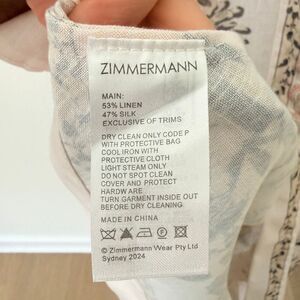 ZIMMERMANN
MAIN:
53% LINEN
47% SILK
EXCLUSIVE OF TRIMS
DRY CLEAN ONLY CODE P
WITH PROTECTIVE BAG
COOL IRON WITH
PROTECTIVE CLOTH
LIGHT STEAM ONLY
DO NOT SPOT CLEAN
COVER AND PROTECT
HARDWARE
TURN GARMENT INSIDE OUT
BEFORE DRY CLEANING.
MADE IN CHINA
© Zimmermann Wear Pty Ltd
Sydney 2024